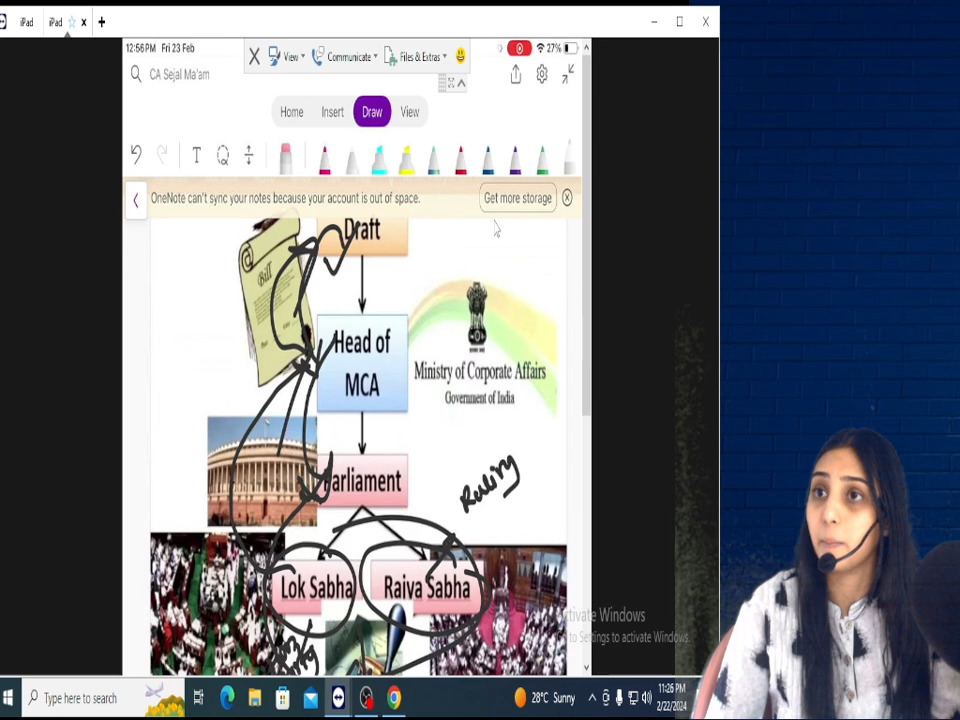 iPad
iPad
12:56 PM Fri 23 Feb
View
Communicate
Files & Extras
27%
CA Sejal Ma'am
Home
Insert
Draw
View
T
OneNote can't sync your notes because your account is out of space.
Get more storage
Draft
Bill
Head of
MCA
Ministry of Corporate Affairs
Government of India
Parliament
Ruling
Lok Sabha
Rajya Sabha
Activate Windows
to Settings to activate Windows.
Type here to search
28°C Sunny
11:26 PM
2/22/2024